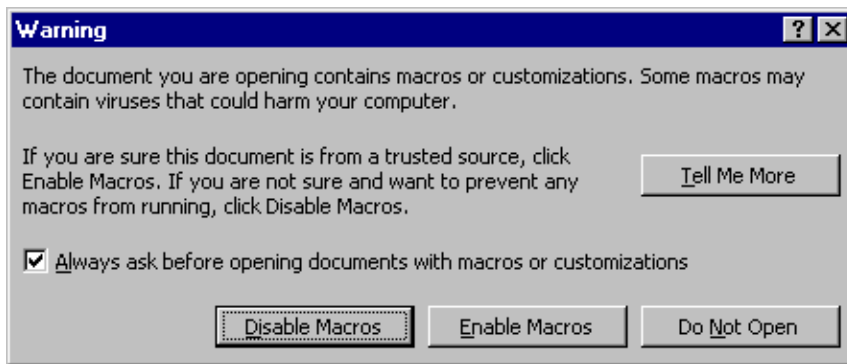 Warning
The document you are opening contains macros or customizations. Some macros may
contain viruses that could harm your computer.
If you are sure this document is from a trusted source, click
Enable Macros. If you are not sure and want to prevent any
macros from running, click Disable Macros.
Tell Me More
Always ask before opening documents with macros or customizations
Disable Macros
Enable Macros
Do Not Open